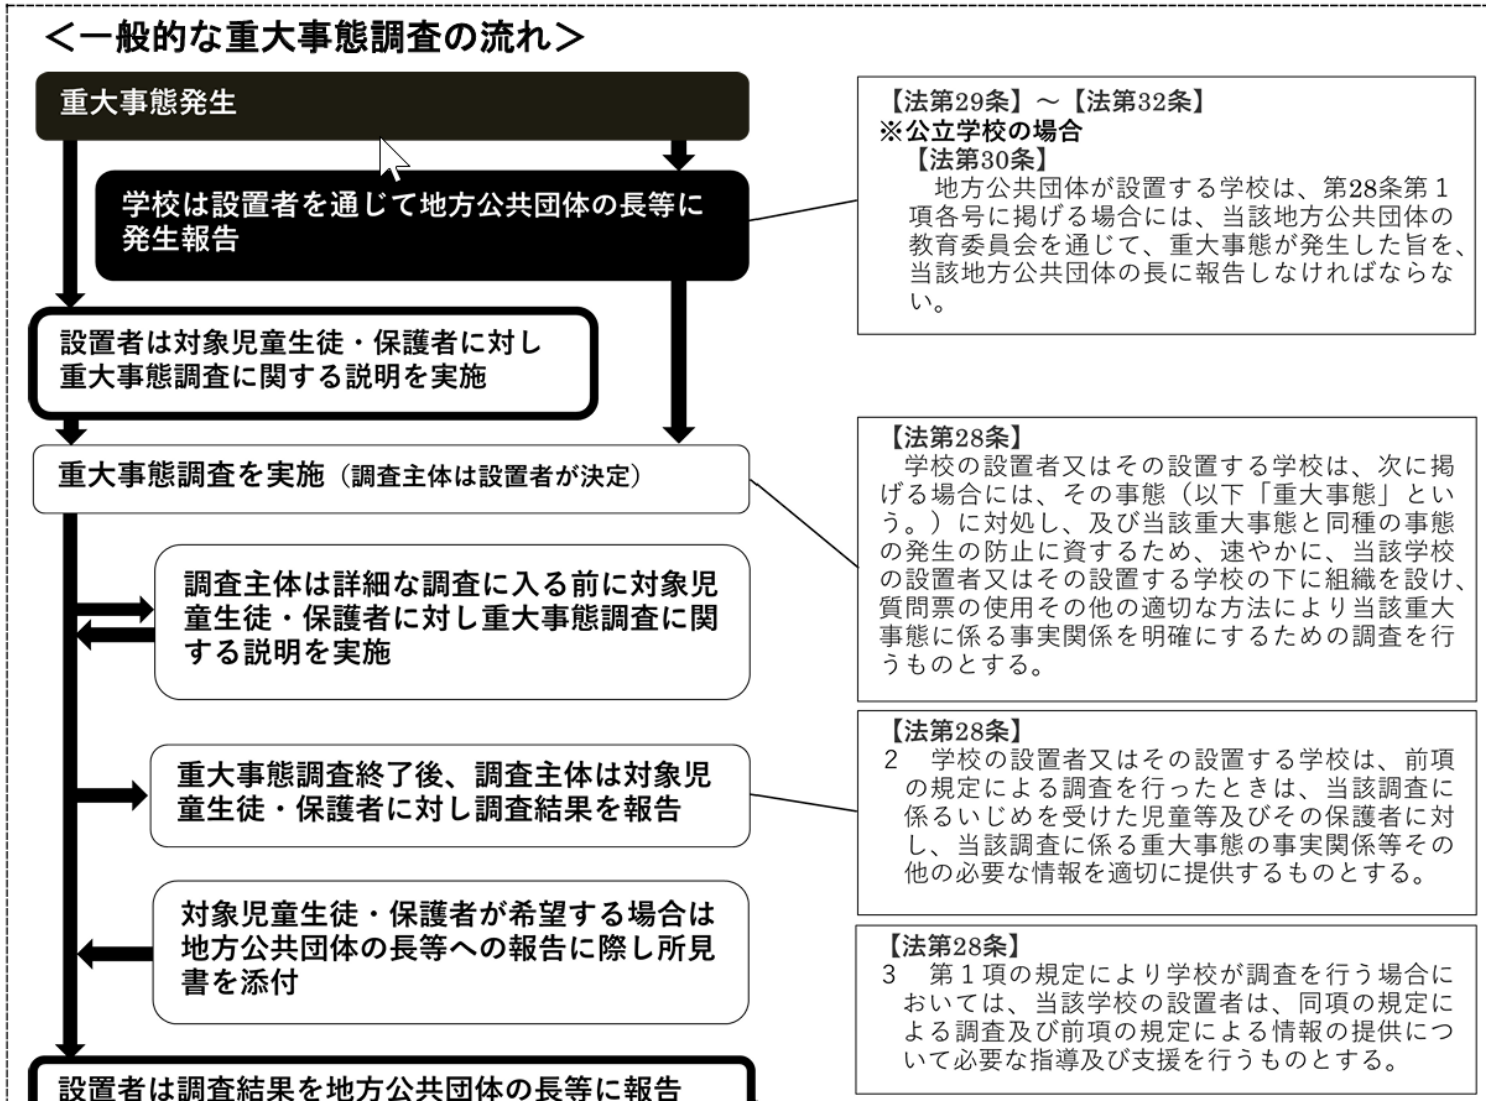 ＜一般的な重大事態調査の流れ＞
重大事態発生
学校は設置者を通じて地方公共団体の長等に
発生報告
設置者は対象児童生徒・保護者に対し
重大事態調査に関する説明を実施
重大事態調査を実施（調査主体は設置者が決定）
調査主体は詳細な調査に入る前に対象児
童生徒・保護者に対し重大事態調査に関
する説明を実施
重大事態調査終了後、調査主体は対象児
童生徒・保護者に対し調査結果を報告
対象児童生徒・保護者が希望する場合は
地方公共団体の長等への報告に際し所見
書を添付
設置者は調査結果を地方公共団体の長等に報告
【法第29条】～【法第32条】
※公立学校の場合
【法第30条】
地方公共団体が設置する学校は、第28条第１
項各号に掲げる場合には、当該地方公共団体の
教育委員会を通じて、重大事態が発生した旨を、
当該地方公共団体の長に報告しなければならな
い。
【法第28条】
学校の設置者又はその設置する学校は、次に掲
げる場合には、その事態（以下「重大事態」とい
う。）に対処し、及び当該重大事態と同種の事態
の発生の防止に資するため、速やかに、当該学校
の設置者又はその設置する学校の下に組織を設け、
質問票の使用その他の適切な方法により当該重大
事態に係る事実関係を明確にするための調査を行
うものとする。
【法第28条】
２　学校の設置者又はその設置する学校は、前項
の規定による調査を行ったときは、当該調査に
係るいじめを受けた児童等及びその保護者に対
し、当該調査に係る重大事態の事実関係等その
他の必要な情報を適切に提供するものとする。
【法第28条】
３　第１項の規定により学校が調査を行う場合に
おいては、当該学校の設置者は、同項の規定に
よる調査及び前項の規定による情報の提供につ
いて必要な指導及び支援を行うものとする。